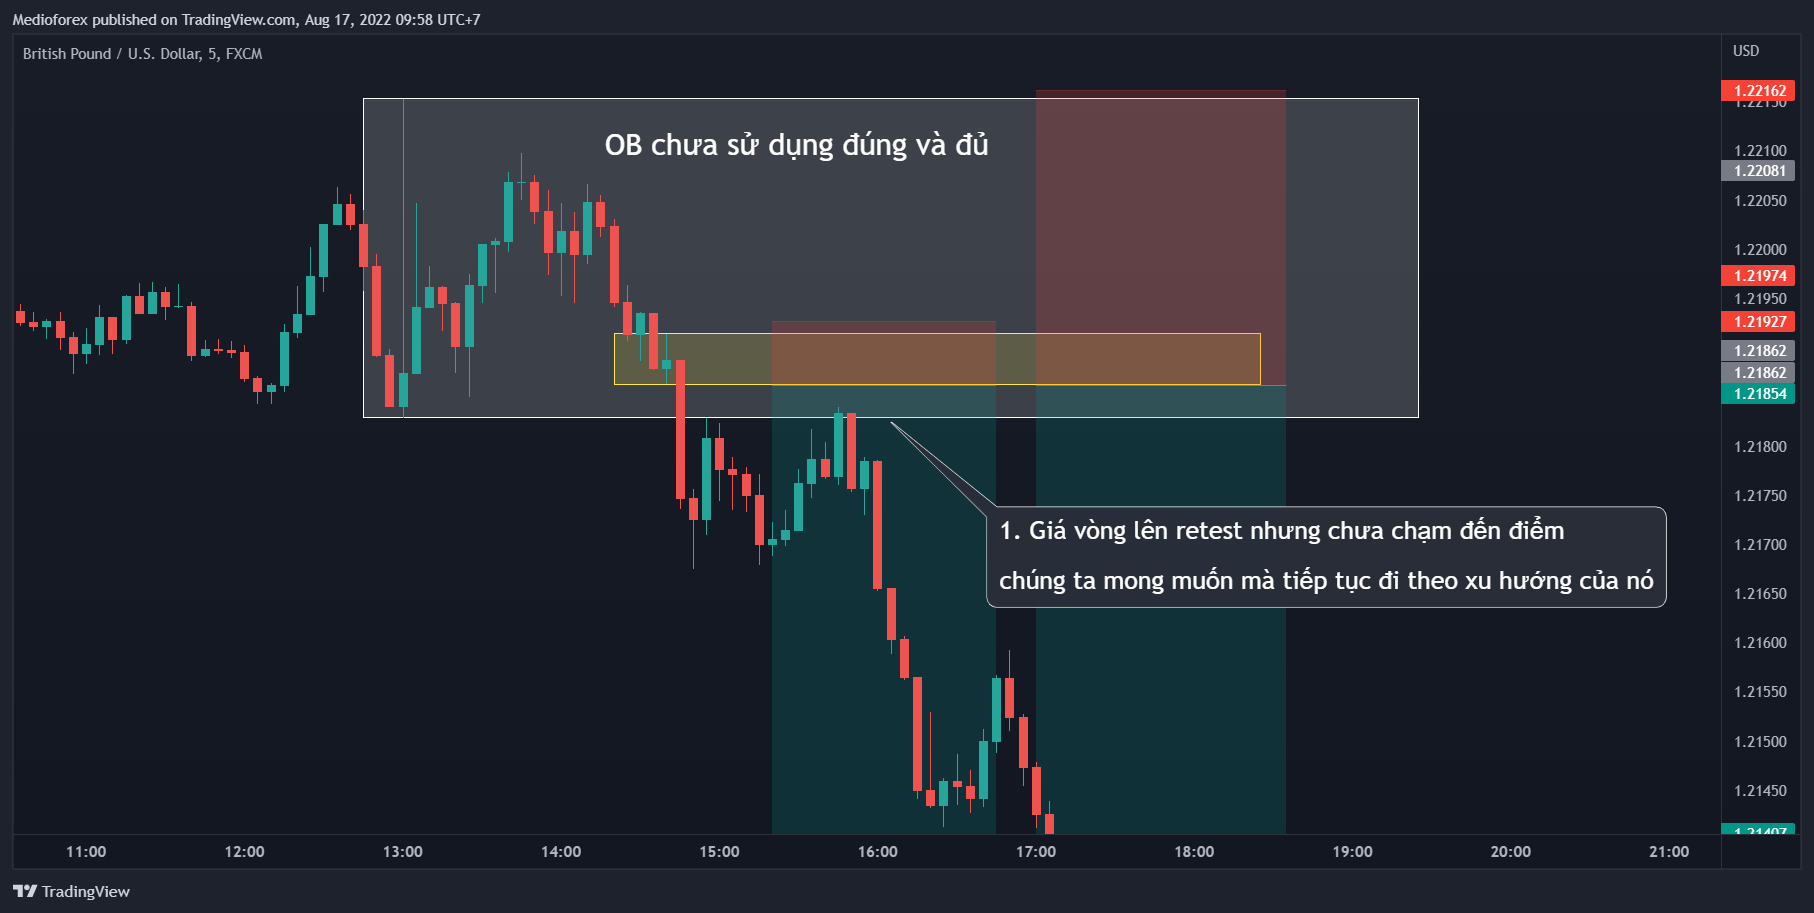 Medioforex published on TradingView.com, Aug 17, 2022 09:58 UTC+7
British Pound / U.S. Dollar, 5, FXCM
USD
OB chưa sử dụng đúng và đủ
1. Giá vòng lên retest nhưng chưa chạm đến điểm
chúng ta mong muốn mà tiếp tục đi theo xu hướng của nó
1.22162
1.22150
1.22100
1.22081
1.22050
1.22000
1.21974
1.21950
1.21927
1.21862
1.21862
1.21854
1.21800
1.21750
1.21700
1.21650
1.21600
1.21550
1.21500
1.21450
1.21407
11:00 12:00 13:00 14:00 15:00 16:00 17:00 18:00 19:00 20:00 21:00
TradingView